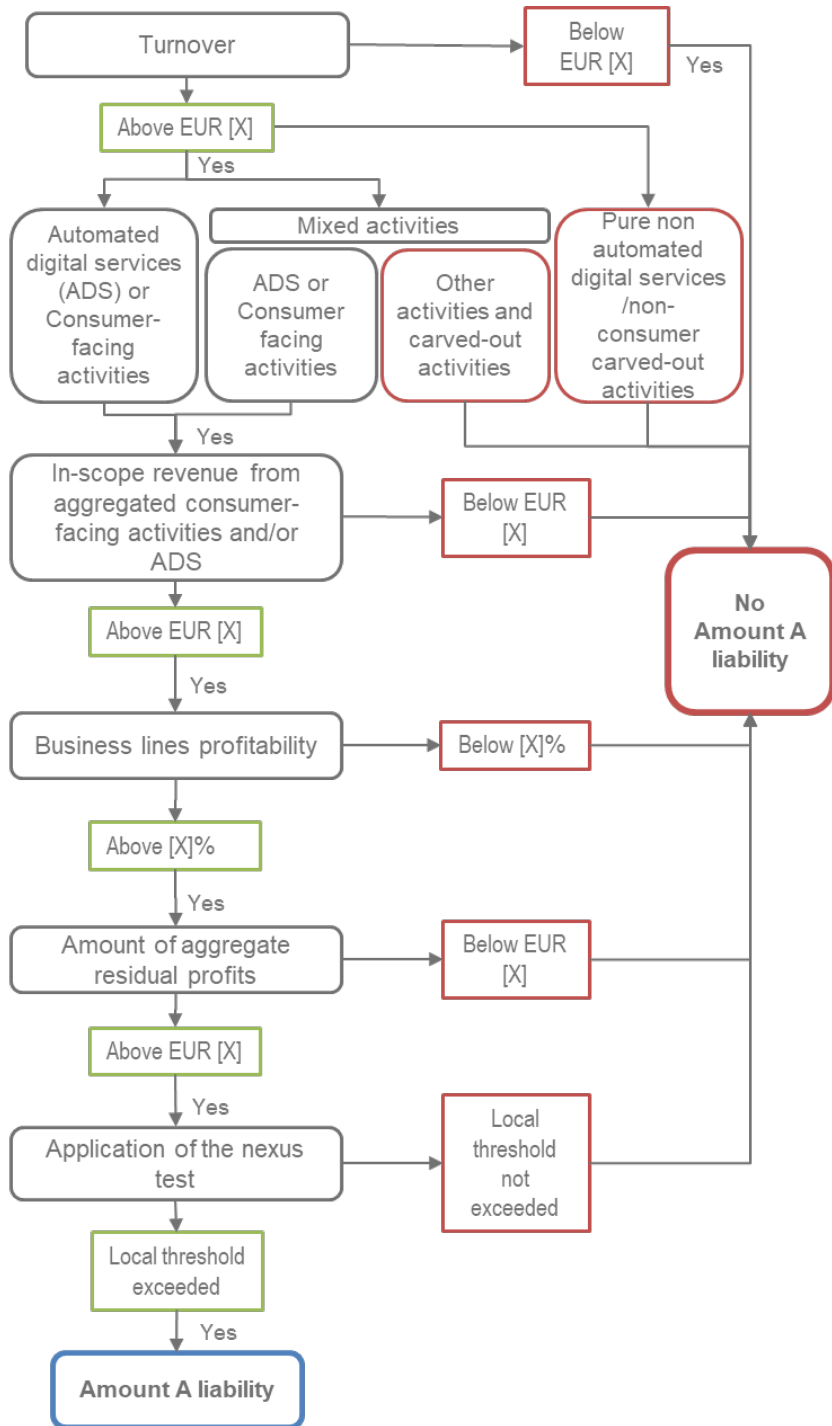 Turnover
Below
EUR [X]
Yes
Above EUR [X]
Yes
Mixed activities
Automated
digital services
(ADS) or
Consumer-
facing
activities
ADS or
Consumer
facing
activities
Other
activities and
carved-out
activities
Pure non
automated
digital services
/non-
consumer
carved-out
activities
Yes
In-scope revenue from
aggregated consumer-
facing activities and/or
ADS
Below EUR
[X]
No
Amount A
liability
Above EUR [X]
Yes
Business lines profitability
Below [X]%
Above [X]%
Yes
Amount of aggregate
residual profits
Below EUR
[X]
Above EUR [X]
Yes
Application of the nexus
test
Local
threshold
not
exceeded
Local threshold
exceeded
Yes
Amount A liability